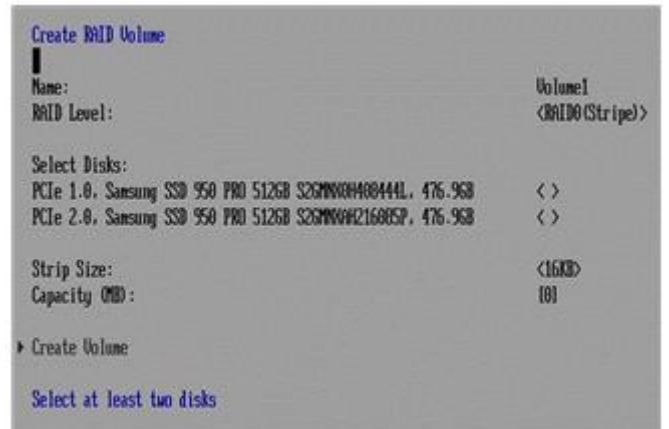 Create RAID Volume
Name: Volume1
RAID Level: <RAID0(Stripe)>
Select Disks:
PCIe 1.0, Samsung SSD 950 PRO 512GB S2GMNX0H408444L, 476.9GB < >
PCIe 2.0, Samsung SSD 950 PRO 512GB S2GMNXAH216085P, 476.9GB < >
Strip Size: <16KB>
Capacity (MB): [0]
Create Volume
Select at least two disks